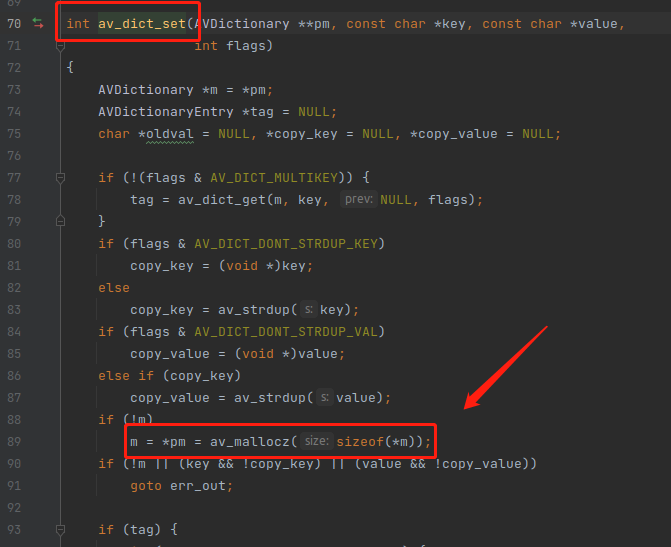 69
70 int av_dict_set(AVDictionary **pm, const char *key, const char *value,
71 int flags)
72 {
73 AVDictionary *m = *pm;
74 AVDictionaryEntry *tag = NULL;
75 char *oldval = NULL, *copy_key = NULL, *copy_value = NULL;
76
77 if (!(flags & AV_DICT_MULTIKEY)) {
78 tag = av_dict_get(m, key, prev: NULL, flags);
79 }
80 if (flags & AV_DICT_DONT_STRDUP_KEY)
81 copy_key = (void *)key;
82 else
83 copy_key = av_strdup( s: key);
84 if (flags & AV_DICT_DONT_STRDUP_VAL)
85 copy_value = (void *)value;
86 else if (copy_key)
87 copy_value = av_strdup( s: value);
88 if (!m)
89 m = *pm = av_mallocz( size: sizeof(*m));
90 if (!m || (key && !copy_key) || (value && !copy_value))
91 goto err_out;
92
93 if (tag) {